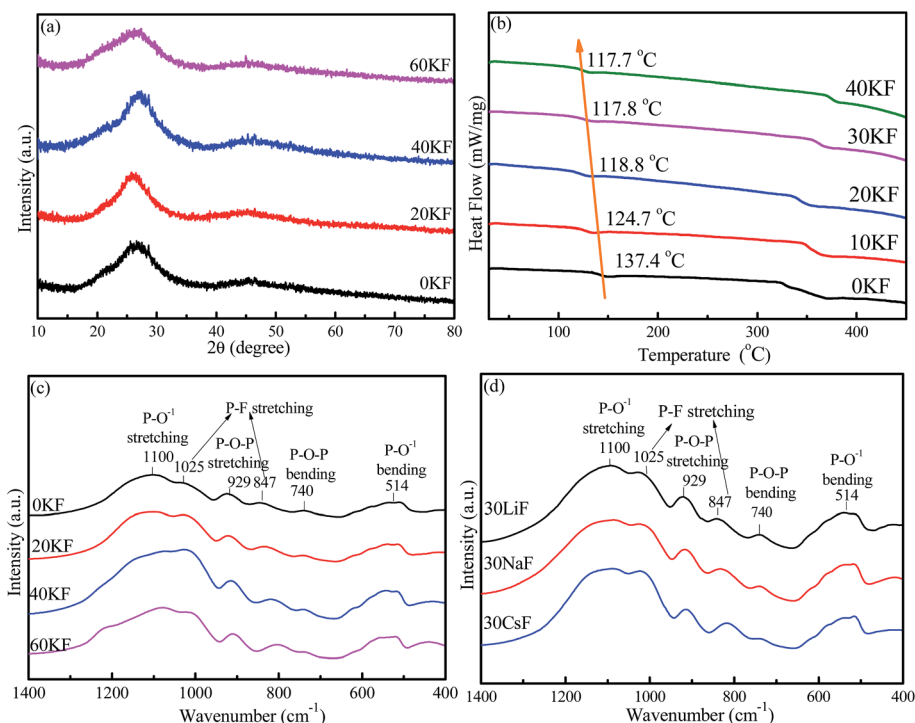 (a)
60KF
40KF
20KF
0KF
Intensity (a.u.)
10 20 30 40 50 60 70 80
2θ (degree)
(b)
117.7 °C
40KF
117.8 °C
30KF
118.8 °C
20KF
124.7 °C
10KF
137.4 °C
0KF
Heat Flow (mW/mg)
100 200 300 400
Temperature (°C)
(c)
P-O⁻¹
stretching
1100
P-F stretching
1025
P-O-P
stretching
929
847
P-O-P
bending
740
P-O⁻¹
bending
514
0KF
20KF
40KF
60KF
Intensity (a.u.)
1400 1200 1000 800 600 400
Wavenumber (cm⁻¹)
(d)
P-O⁻¹
stretching
1100
P-F stretching
1025
P-O-P
stretching
929
847
P-O-P
bending
740
P-O⁻¹
bending
514
30LiF
30NaF
30CsF
Intensity (a.u.)
1400 1200 1000 800 600 400
Wavenumber (cm⁻¹)